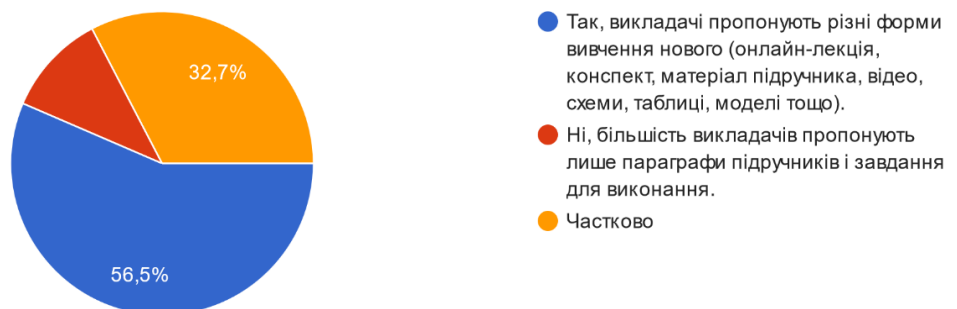 32,7%
56,5%
Так, викладачі пропонують різні форми
вивчення нового (онлайн-лекція,
конспект, матеріал підручника, відео,
схеми, таблиці, моделі тощо).
Ні, більшість викладачів пропонують
лише параграфи підручників і завдання
для виконання.
Частково